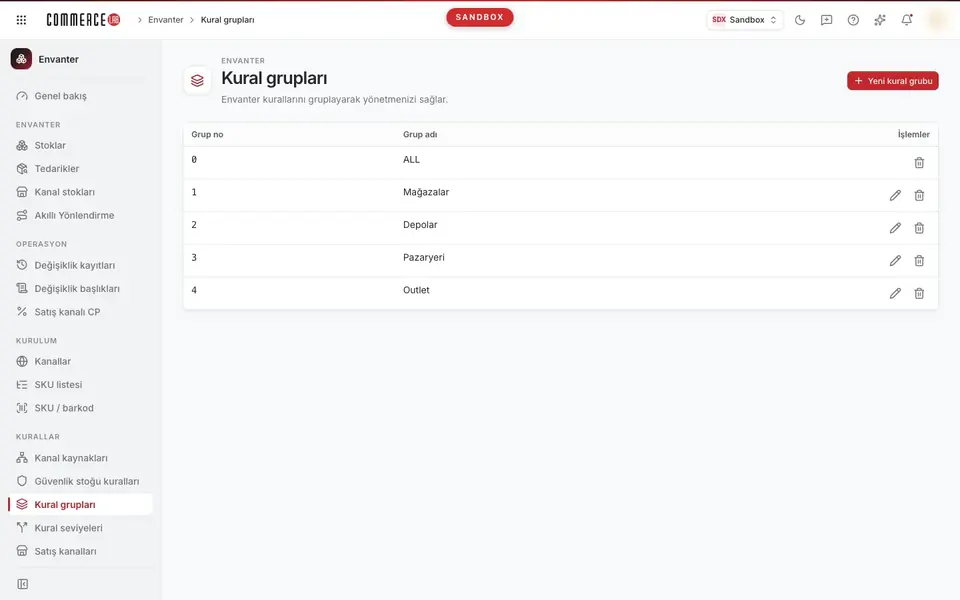 COMMERCE LAB
Envanter
Kural grupları
SANDBOX
SDX Sandbox
Envanter
Genel bakış
ENVANTER
Stoklar
Tedarikler
Kanal stokları
Akıllı Yönlendirme
OPERASYON
Değişiklik kayıtları
Değişiklik başlıkları
Satış kanalı CP
KURULUM
Kanallar
SKU listesi
SKU / barkod
KURALLAR
Kanal kaynakları
Güvenlik stoğu kuralları
Kural grupları
Kural seviyeleri
Satış kanalları
ENVANTER
Kural grupları
Envanter kurallarını gruplayarak yönetmenizi sağlar.
+ Yeni kural grubu
Grup no Grup adı İşlemler
0 ALL
1 Mağazalar
2 Depolar
3 Pazaryeri
4 Outlet